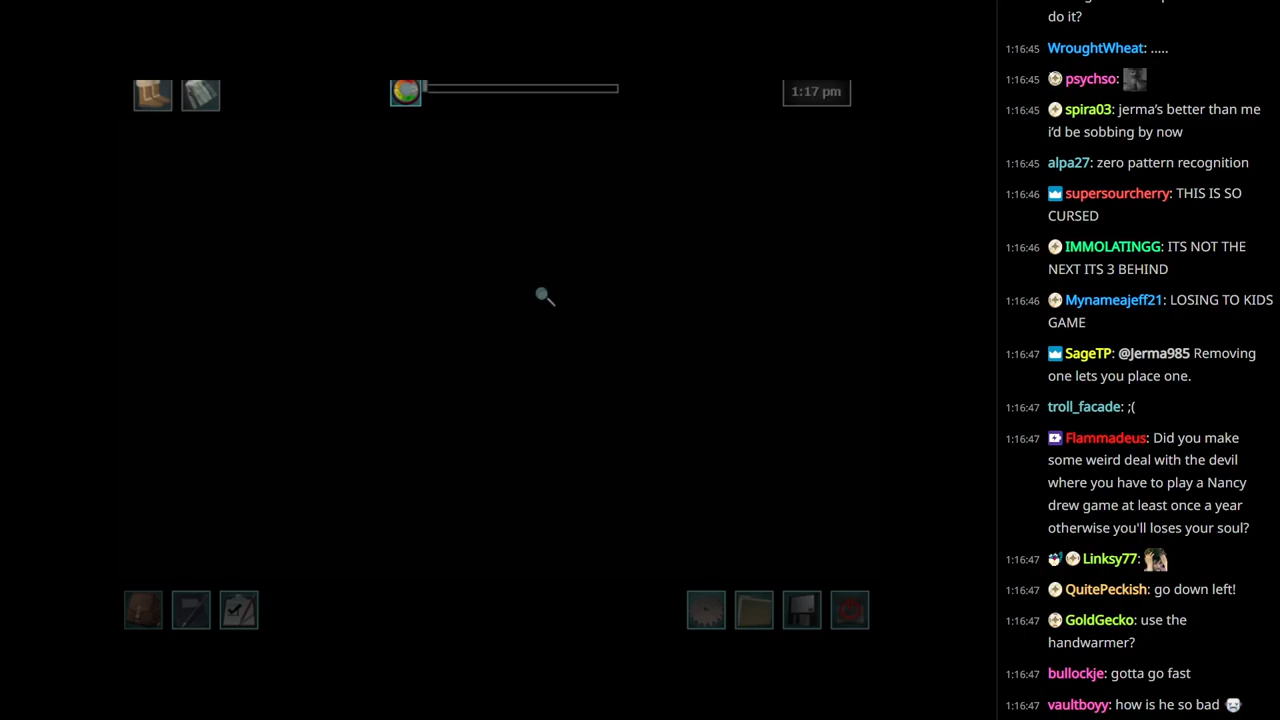 do it?
1:16:45 WroughtWheat: .....
1:16:45 psychso:
1:16:45 spira03: jerma's better than me
i'd be sobbing by now
1:16:45 alpa27: zero pattern recognition
1:16:46 supersourcherry: THIS IS SO
CURSED
1:16:46 IMMOLATINGG: ITS NOT THE
NEXT ITS 3 BEHIND
1:16:46 Mynameajeff21: LOSING TO KIDS
GAME
1:16:47 SageTP: @Jerma985 Removing
one lets you place one.
1:16:47 troll_facade: ;(
1:16:47 Flammadeus: Did you make
some weird deal with the devil
where you have to play a Nancy
drew game at least once a year
otherwise you'll loses your soul?
1:16:47 Linksy77:
1:16:47 QuitePeckish: go down left!
1:16:47 GoldGecko: use the
handwarmer?
1:16:47 bullockje: gotta go fast
1:16:47 vaultboyy: how is he so bad
1:17 pm